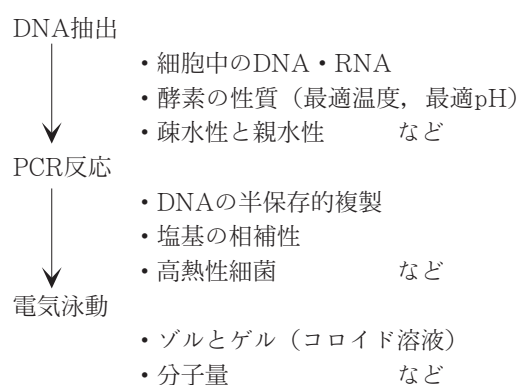 DNA抽出
・細胞中のDNA・RNA
・酵素の性質（最適温度，最適pH）
・疎水性と親水性　　　など
PCR反応
・DNAの半保存的複製
・塩基の相補性
・高熱性細菌　　　　　など
電気泳動
・ゾルとゲル（コロイド溶液）
・分子量　　　　　　　など